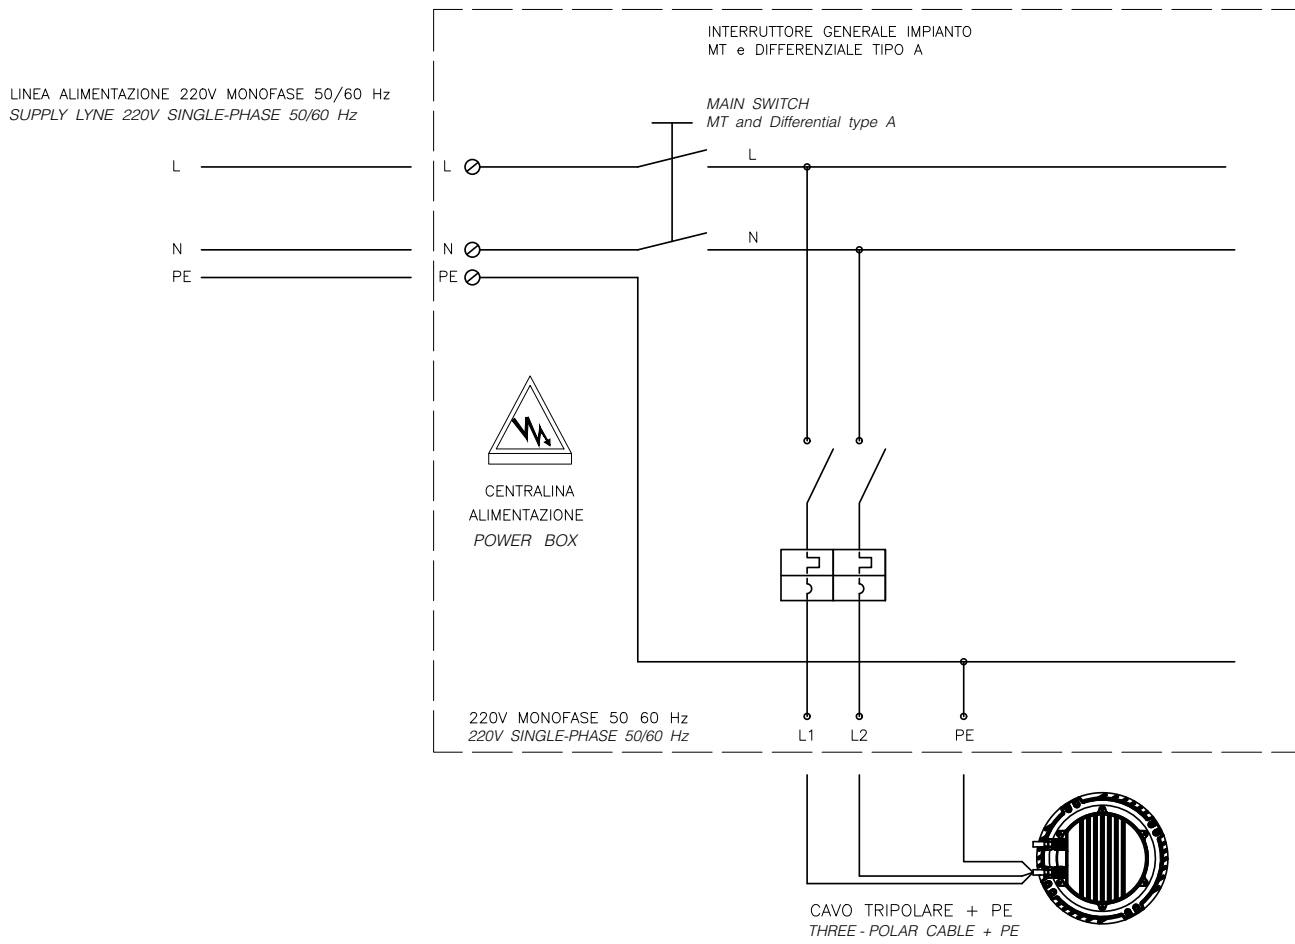 INTERRUTTORE GENERALE IMPIANTO
MT e DIFFERENZIALE TIPO A
LINEA ALIMENTAZIONE 220V MONOFASE 50/60 Hz
SUPPLY LYNE 220V SINGLE-PHASE 50/60 Hz
MAIN SWITCH
MT and Differential type A
L
L
L
N
N
N
PE
PE
CENTRALINA
ALIMENTAZIONE
POWER BOX
220V MONOFASE 50 60 Hz
220V SINGLE-PHASE 50/60 Hz
L1
L2
PE
CAVO TRIPOLARE + PE
THREE - POLAR CABLE + PE